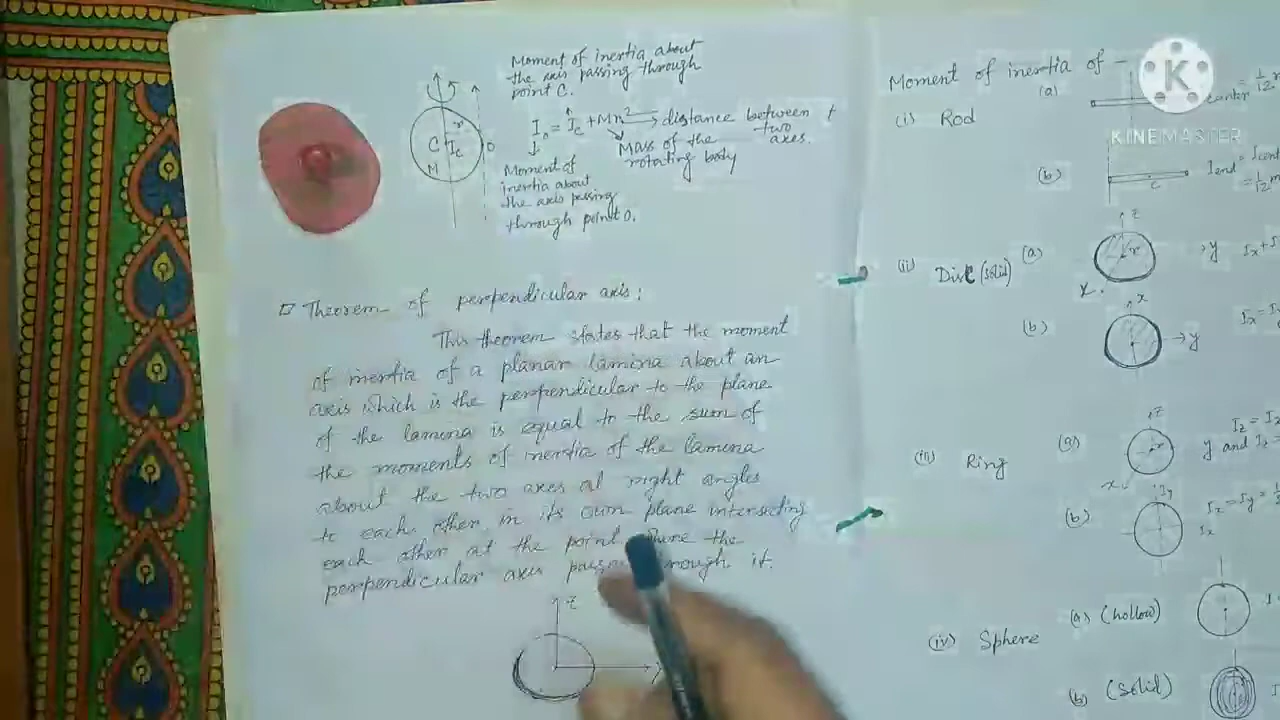 Moment of inertia about
the axis passing through
point C.
I₀ = I_C + Mr² → distance between t
two
axes.
Mass of the
rotating body
Moment of
inertia about
the axis passing
through point O.
C I_C r O
M
□ Theorem of perpendicular axis:
This theorem states that the moment
of inertia of a planar lamina about an
axis which is the perpendicular to the plane
of the lamina is equal to the sum of
the moments of inertia of the lamina
about the two axes at right angles
to each other, in its own plane intersecting
each other at the point where the
perpendicular axis through it.
z
Moment of inertia of -
(i) Rod
(a)
center
(b)
C
(ii) Disc (solid)
(a)
z
r
y
x
(b)
x
y
(iii) Ring
(a)
z
r
y and
x
(b)
y
x
(iv) Sphere
(a) (hollow)
(b) (solid)
K
KINEMASTER